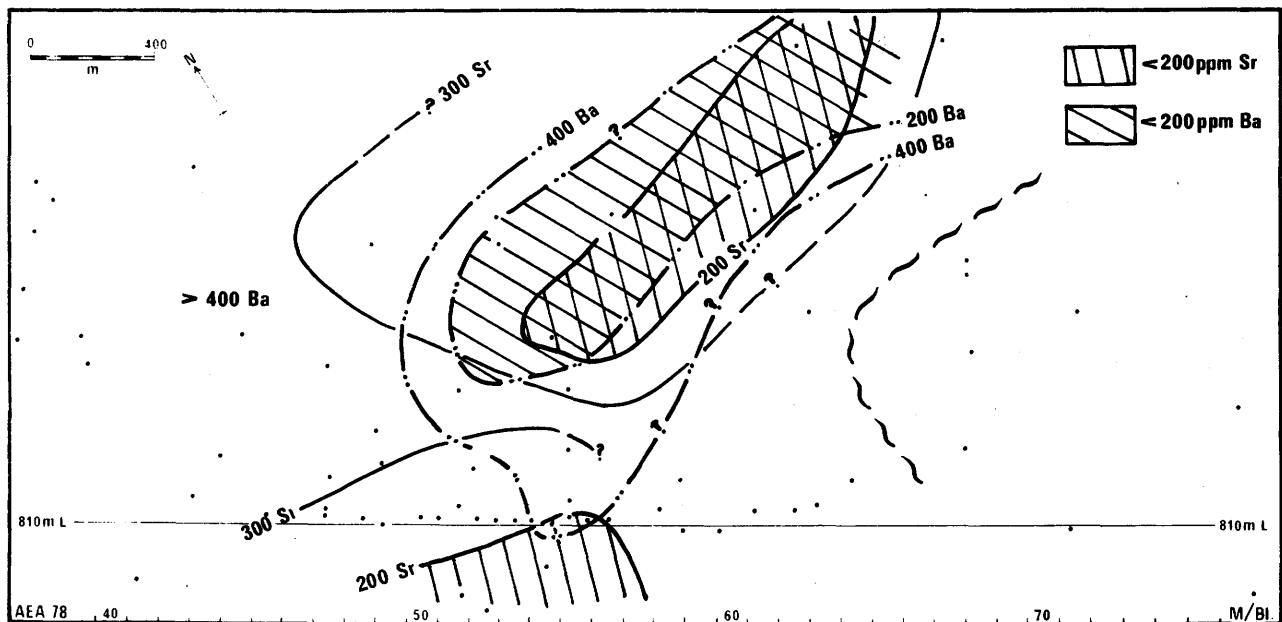 0 400
m
N
? 300 Sr
400 Ba
?
< 200 ppm Sr
< 200 ppm Ba
200 Ba
400 Ba
200 Sr
> 400 Ba
?
?
?
?
300 Sr
810m L 810m L
200 Sr
AEA 78 40 50 60 70 M/Bl.